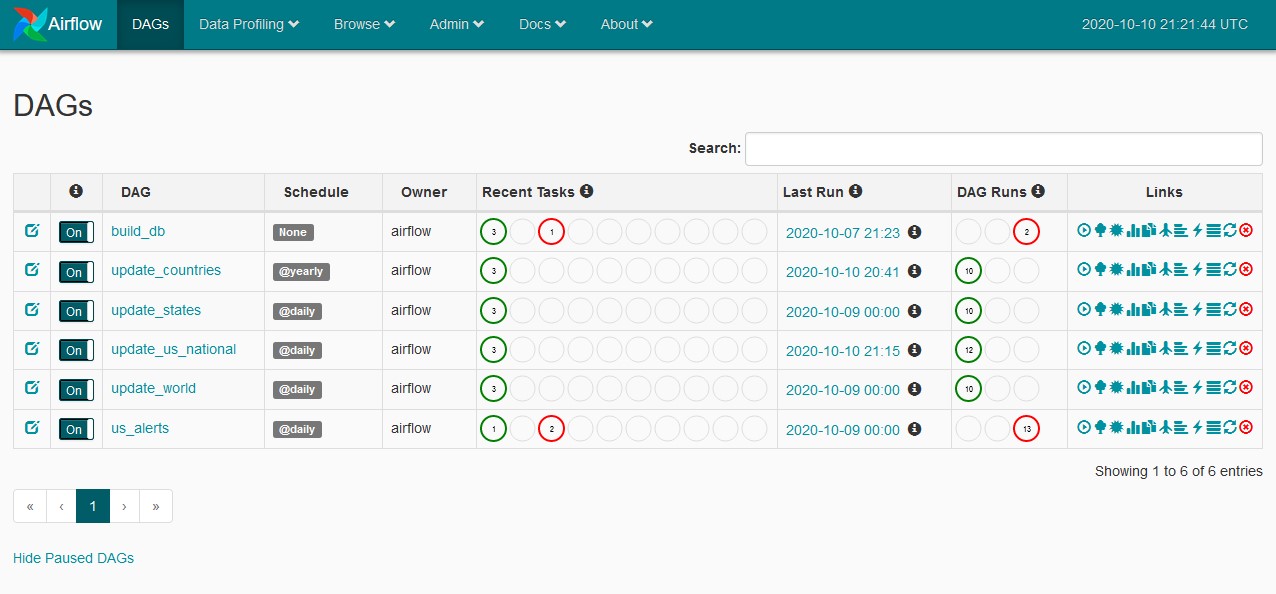 Airflow DAGs Data Profiling Browse Admin Docs About 2020-10-10 21:21:44 UTC
DAGs
Search:
DAG Schedule Owner Recent Tasks Last Run DAG Runs Links
On build_db None airflow 3 1 2020-10-07 21:23 2
On update_countries @yearly airflow 3 2020-10-10 20:41 10
On update_states @daily airflow 3 2020-10-09 00:00 10
On update_us_national @daily airflow 3 2020-10-10 21:15 12
On update_world @daily airflow 3 2020-10-09 00:00 10
On us_alerts @daily airflow 1 2 2020-10-09 00:00 13
Showing 1 to 6 of 6 entries
« ‹ 1 › »
Hide Paused DAGs